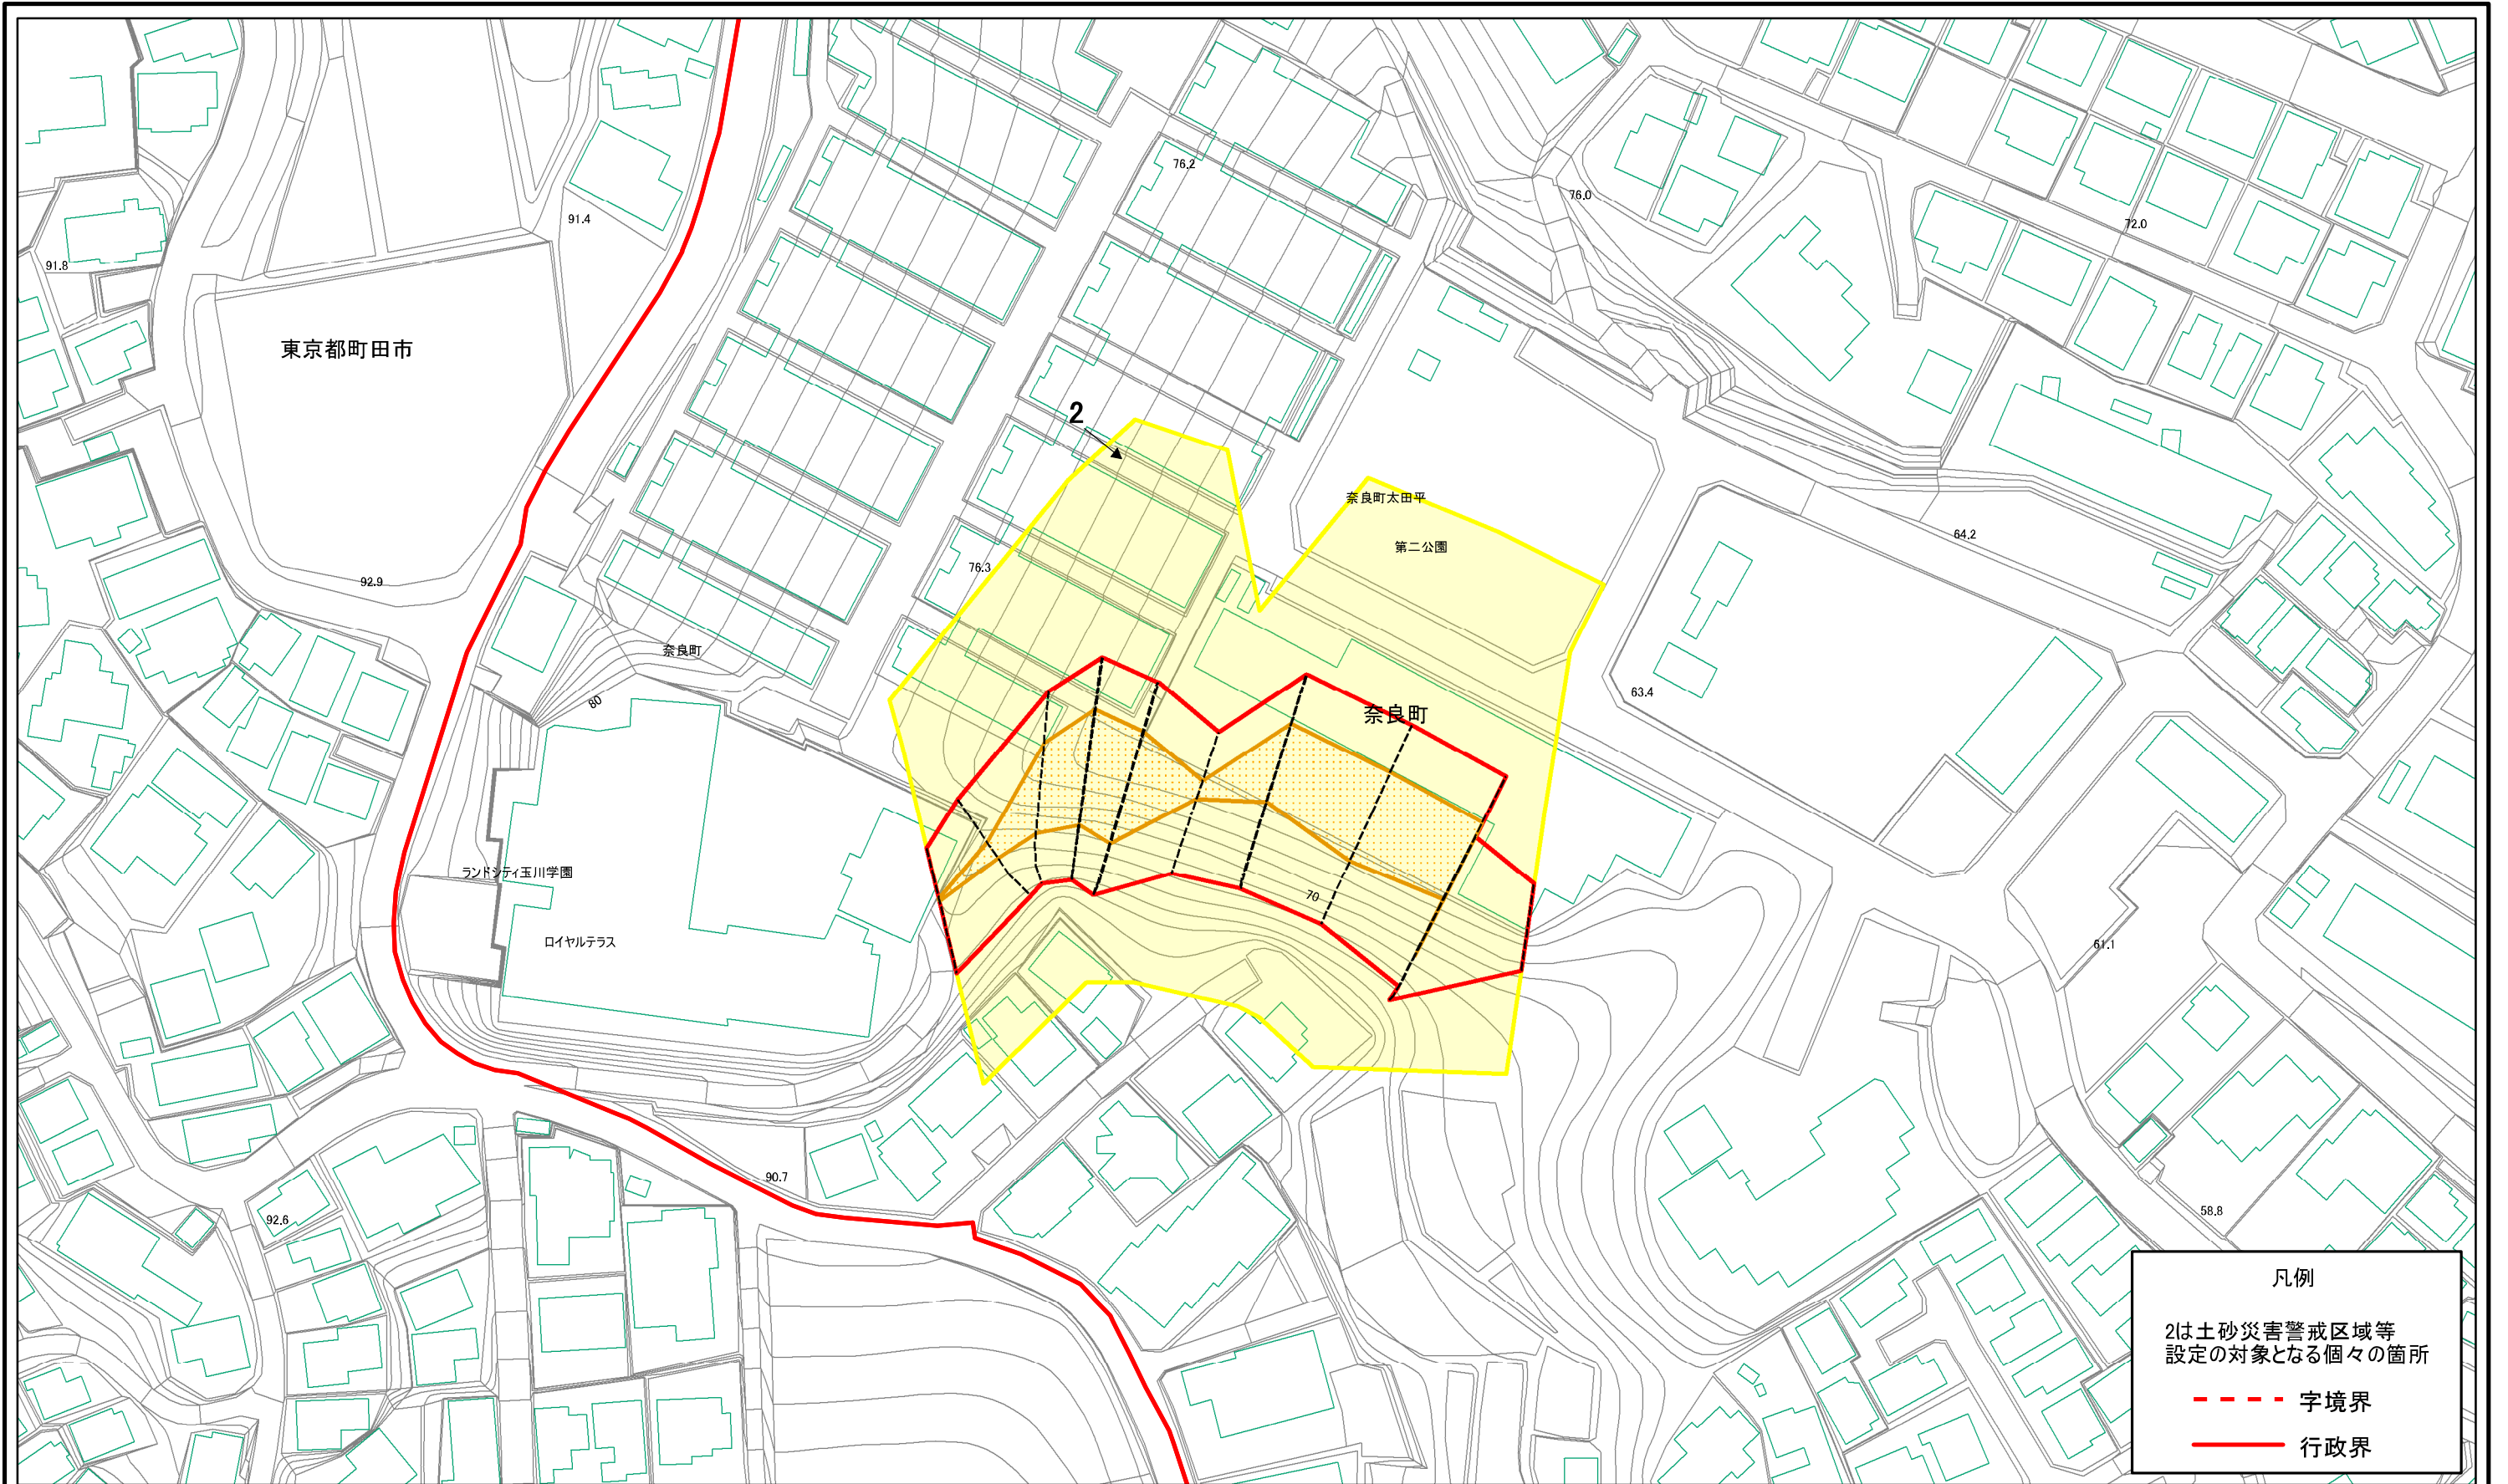 76.2
76.0
91.4
72.0
91.8
東京都町田市
2
奈良町太田平
64.2
第二公園
76.3
92.9
奈良町
63.4
80
奈良町
ランドシティ玉川学園
70
ロイヤルテラス
61.1
90.7
58.8
92.6
凡例
2は土砂災害警戒区域等
設定の対象となる個々の箇所
字境界
行政界